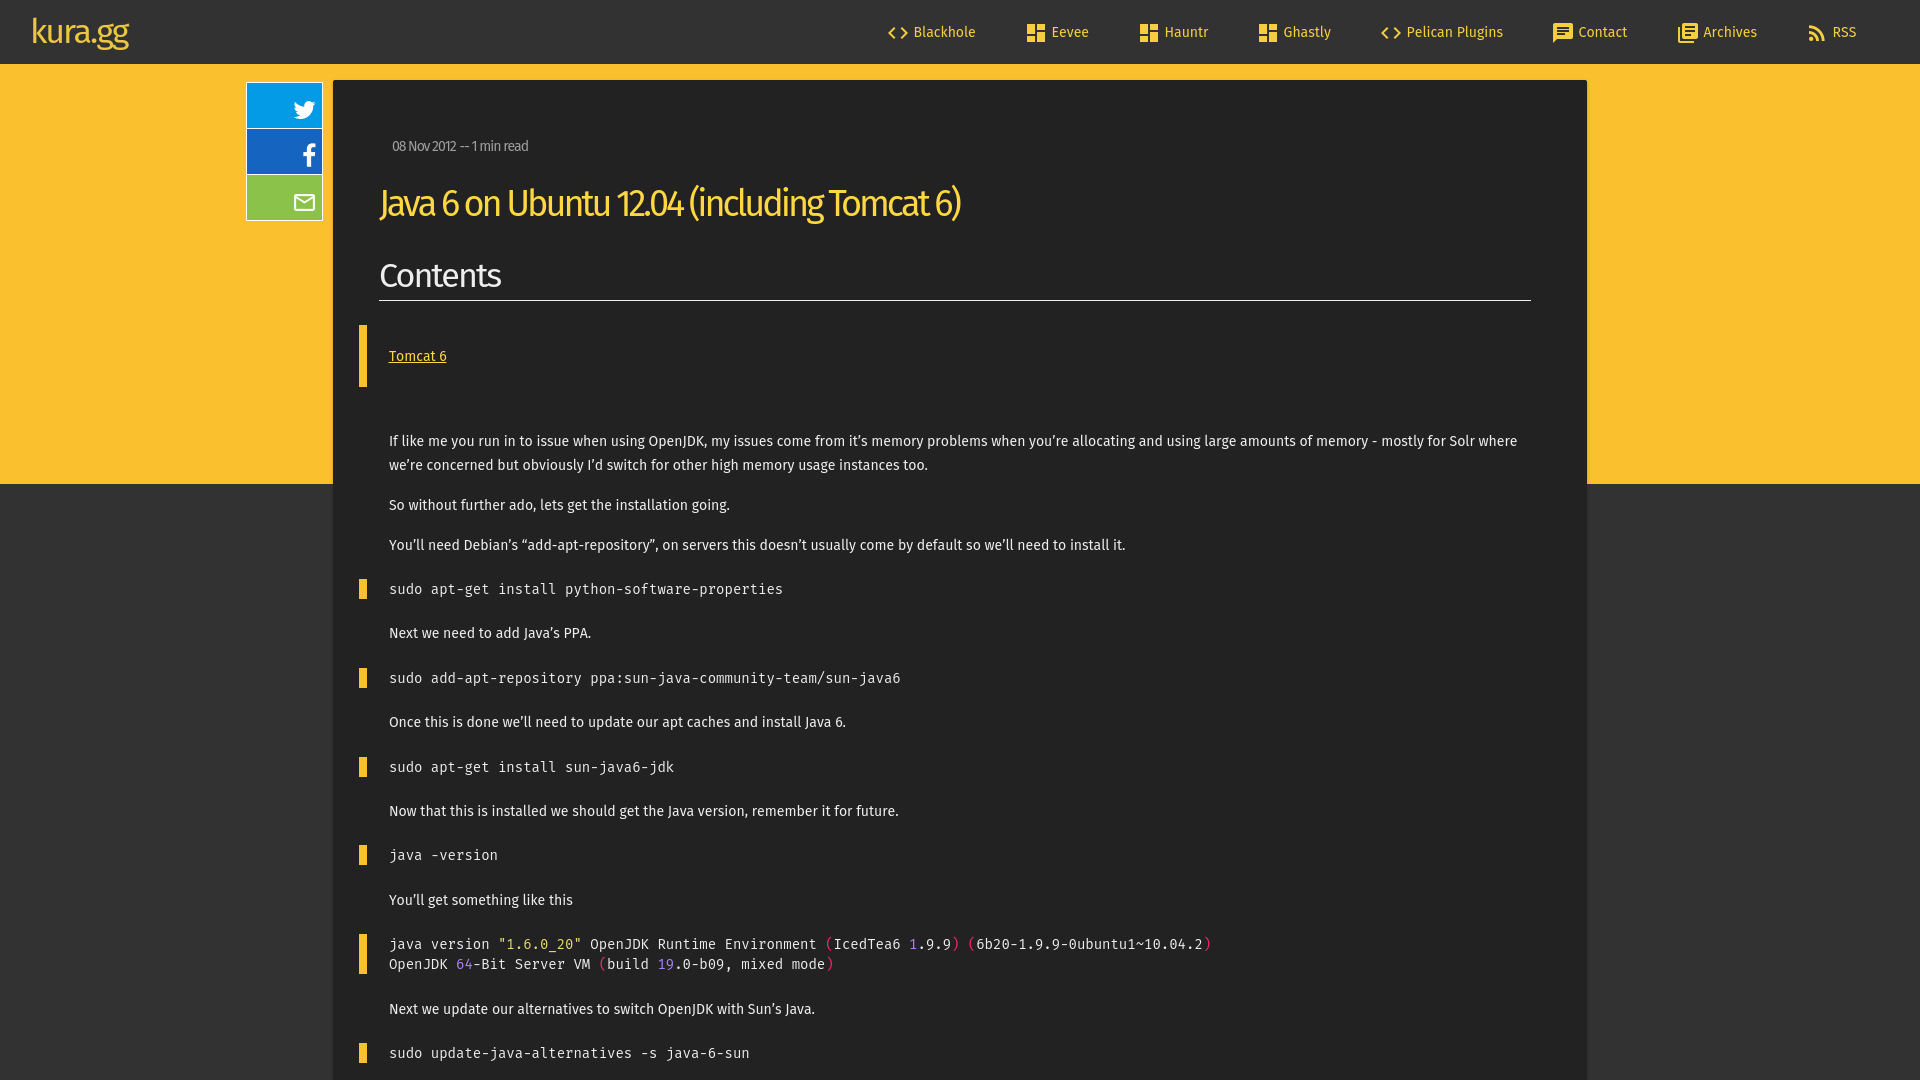 kura.gg
Blackhole
Eevee
Hauntr
Ghastly
Pelican Plugins
Contact
Archives
RSS
08 Nov 2012 -- 1 min read
Java 6 on Ubuntu 12.04 (including Tomcat 6)
Contents
Tomcat 6
If like me you run in to issue when using OpenJDK, my issues come from it’s memory problems when you’re allocating and using large amounts of memory - mostly for Solr where
we’re concerned but obviously I’d switch for other high memory usage instances too.
So without further ado, lets get the installation going.
You’ll need Debian’s “add-apt-repository”, on servers this doesn’t usually come by default so we’ll need to install it.
sudo apt-get install python-software-properties
Next we need to add Java’s PPA.
sudo add-apt-repository ppa:sun-java-community-team/sun-java6
Once this is done we’ll need to update our apt caches and install Java 6.
sudo apt-get install sun-java6-jdk
Now that this is installed we should get the Java version, remember it for future.
java -version
You’ll get something like this
java version "1.6.0_20" OpenJDK Runtime Environment (IcedTea6 1.9.9) (6b20-1.9.9-0ubuntu1~10.04.2)
OpenJDK 64-Bit Server VM (build 19.0-b09, mixed mode)
Next we update our alternatives to switch OpenJDK with Sun’s Java.
sudo update-java-alternatives -s java-6-sun